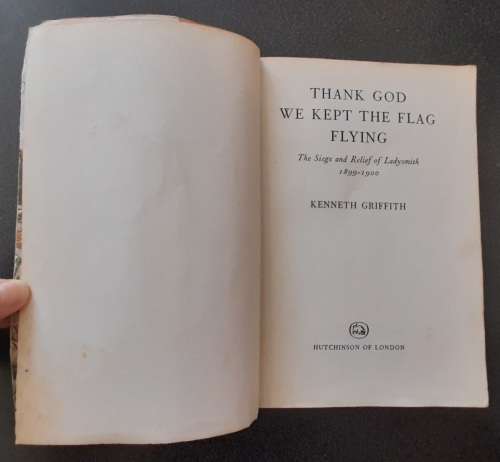 THANK GOD
WE KEPT THE FLAG
FLYING
The Siege and Relief of Ladysmith
1899-1900
KENNETH GRIFFITH
HUTCHINSON OF LONDON